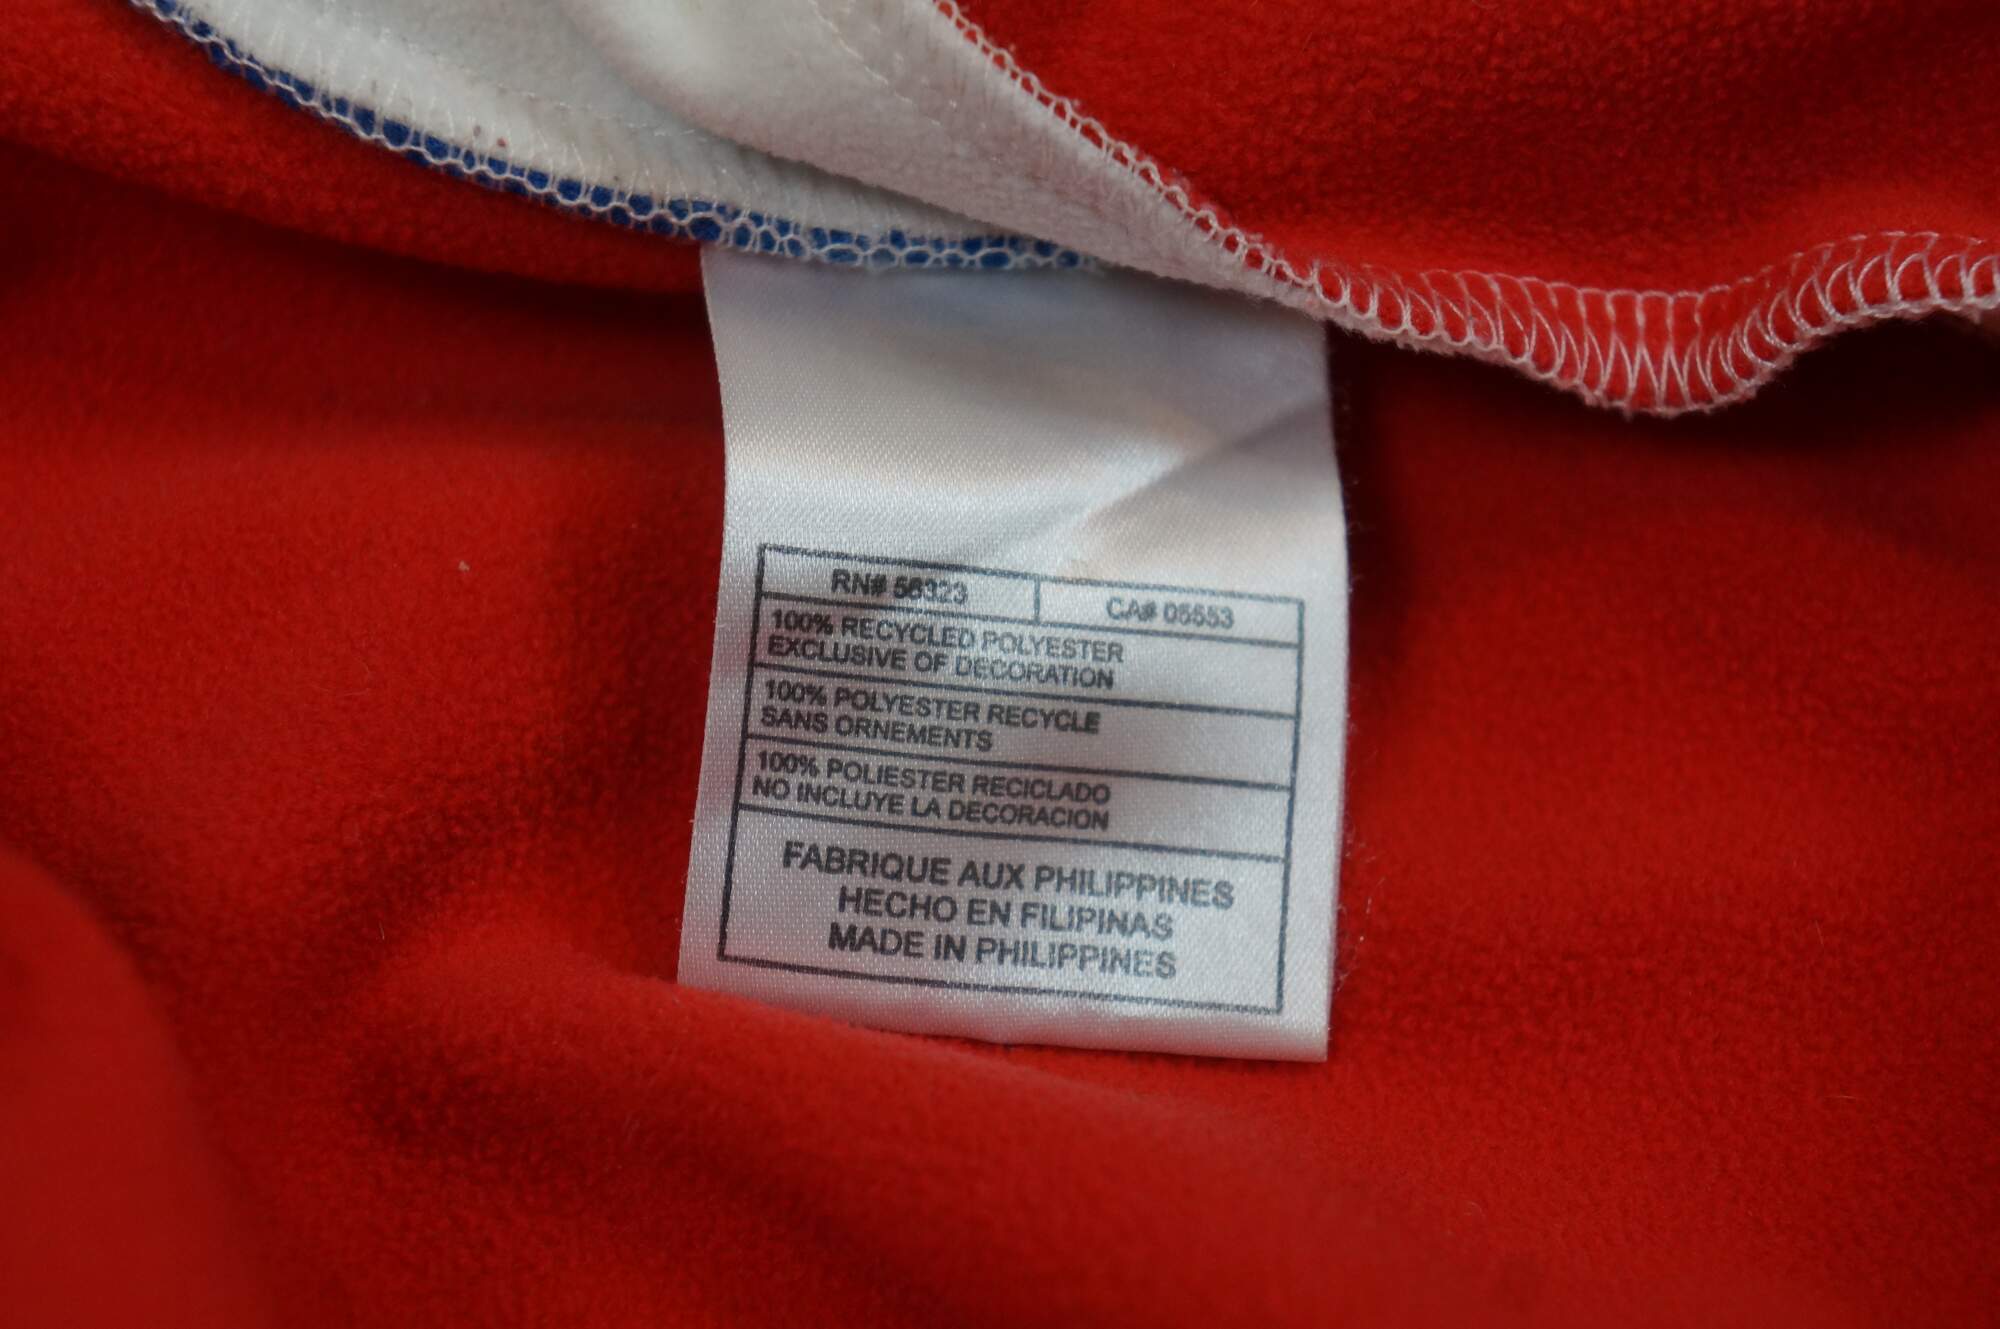 RN# 56323 CA# 05553
100% RECYCLED POLYESTER
EXCLUSIVE OF DECORATION
100% POLYESTER RECYCLE
SANS ORNEMENTS
100% POLIESTER RECICLADO
NO INCLUYE LA DECORACION
FABRIQUE AUX PHILIPPINES
HECHO EN FILIPINAS
MADE IN PHILIPPINES